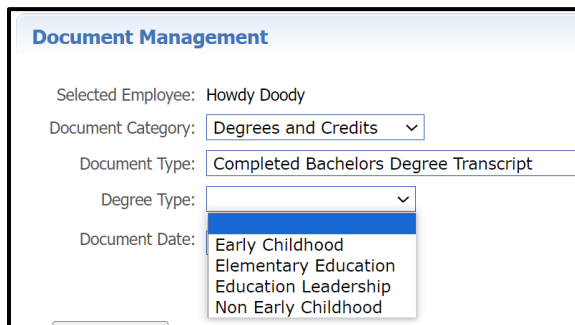 Document Management
Selected Employee: Howdy Doody
Document Category: Degrees and Credits
Document Type: Completed Bachelors Degree Transcript
Degree Type:
Document Date:
Early Childhood
Elementary Education
Education Leadership
Non Early Childhood